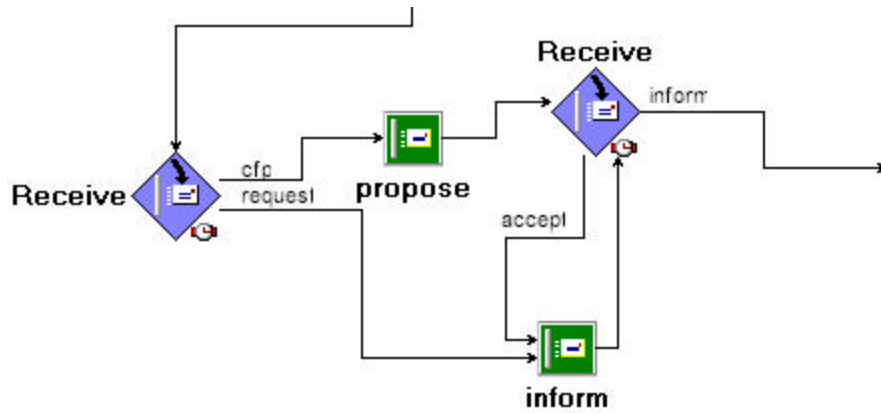 Receive
inform
cfp
propose
Receive
request
accept
inform